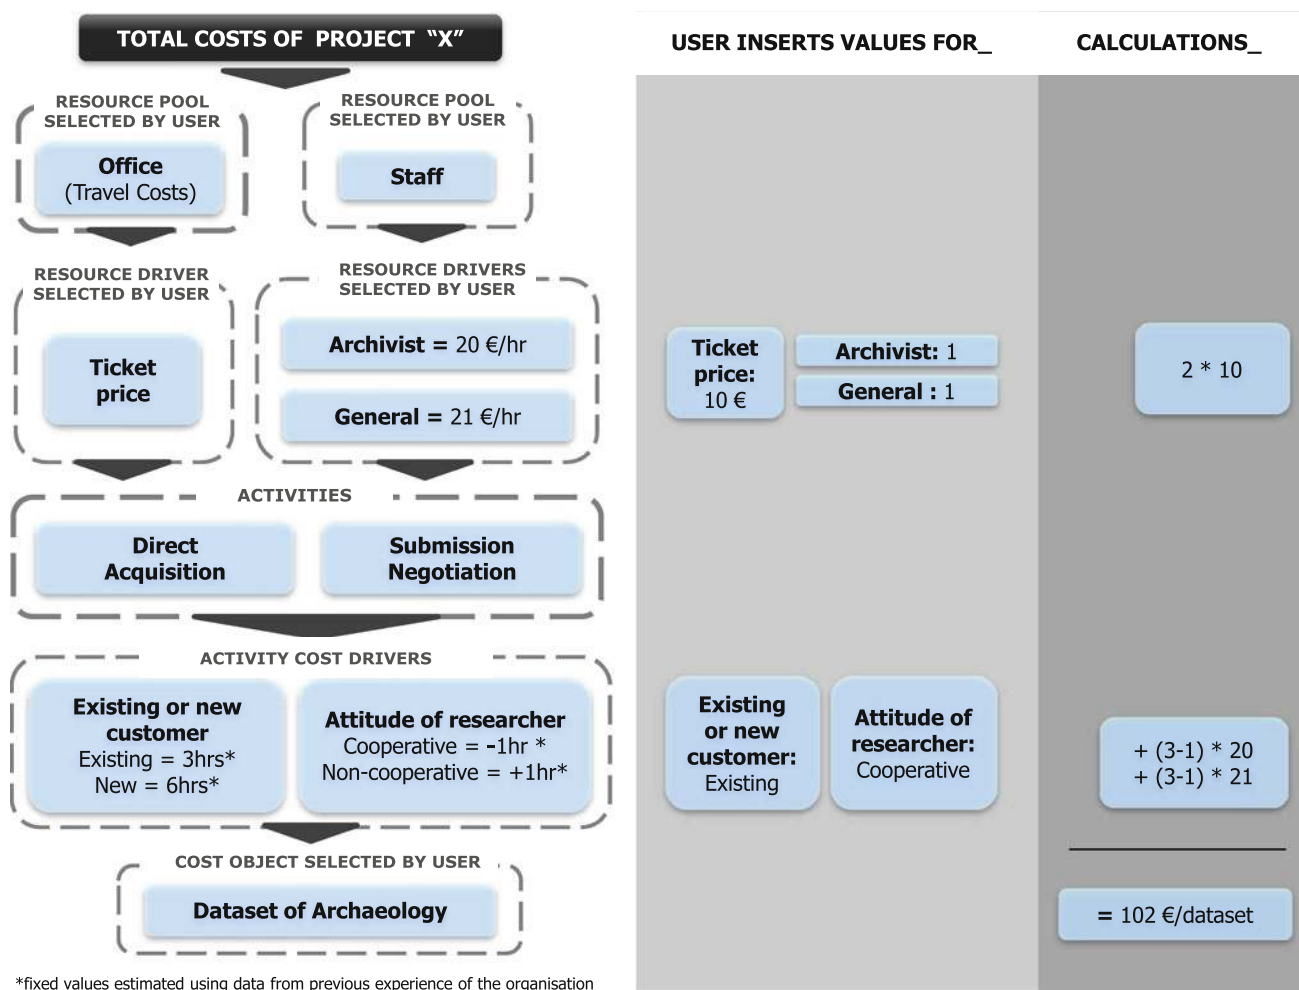 TOTAL COSTS OF PROJECT “X”
USER INSERTS VALUES FOR_
CALCULATIONS_
RESOURCE POOL
SELECTED BY USER
Office
(Travel Costs)
RESOURCE POOL
SELECTED BY USER
Staff
RESOURCE DRIVER
SELECTED BY USER
Ticket
price
RESOURCE DRIVERS
SELECTED BY USER
Archivist = 20 €/hr
General = 21 €/hr
Ticket
price:
10 €
Archivist: 1
General : 1
2 * 10
ACTIVITIES
Direct
Acquisition
Submission
Negotiation
ACTIVITY COST DRIVERS
Existing or new
customer
Existing = 3hrs*
New = 6hrs*
Attitude of researcher
Cooperative = -1hr *
Non-cooperative = +1hr*
Existing
or new
customer:
Existing
Attitude of
researcher:
Cooperative
+ (3-1) * 20
+ (3-1) * 21
COST OBJECT SELECTED BY USER
Dataset of Archaeology
= 102 €/dataset
*fixed values estimated using data from previous experience of the organisation